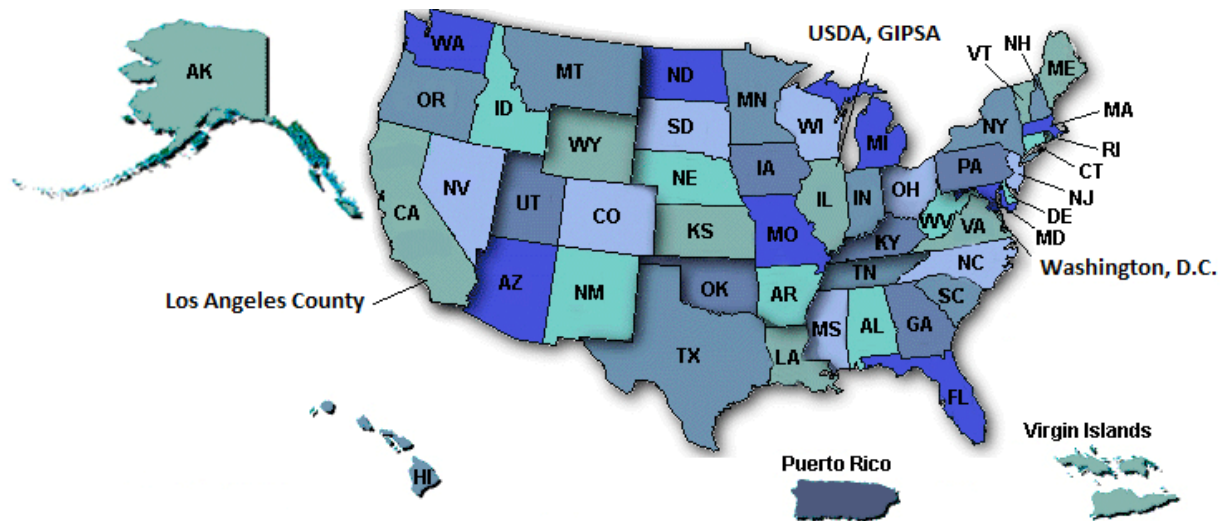 USDA, GIPSA
NH
VT
ME
AK
WA
MT
ND
MN
OR
ID
SD
WI
MI
NY
MA
RI
CT
WY
IA
PA
NJ
NE
OH
NV
UT
CO
IL
IN
DE
CA
WV
VA
MD
KS
MO
KY
Washington, D.C.
NC
TN
Los Angeles County
AZ
NM
OK
AR
SC
MS
AL
GA
TX
LA
FL
Virgin Islands
Puerto Rico
HI